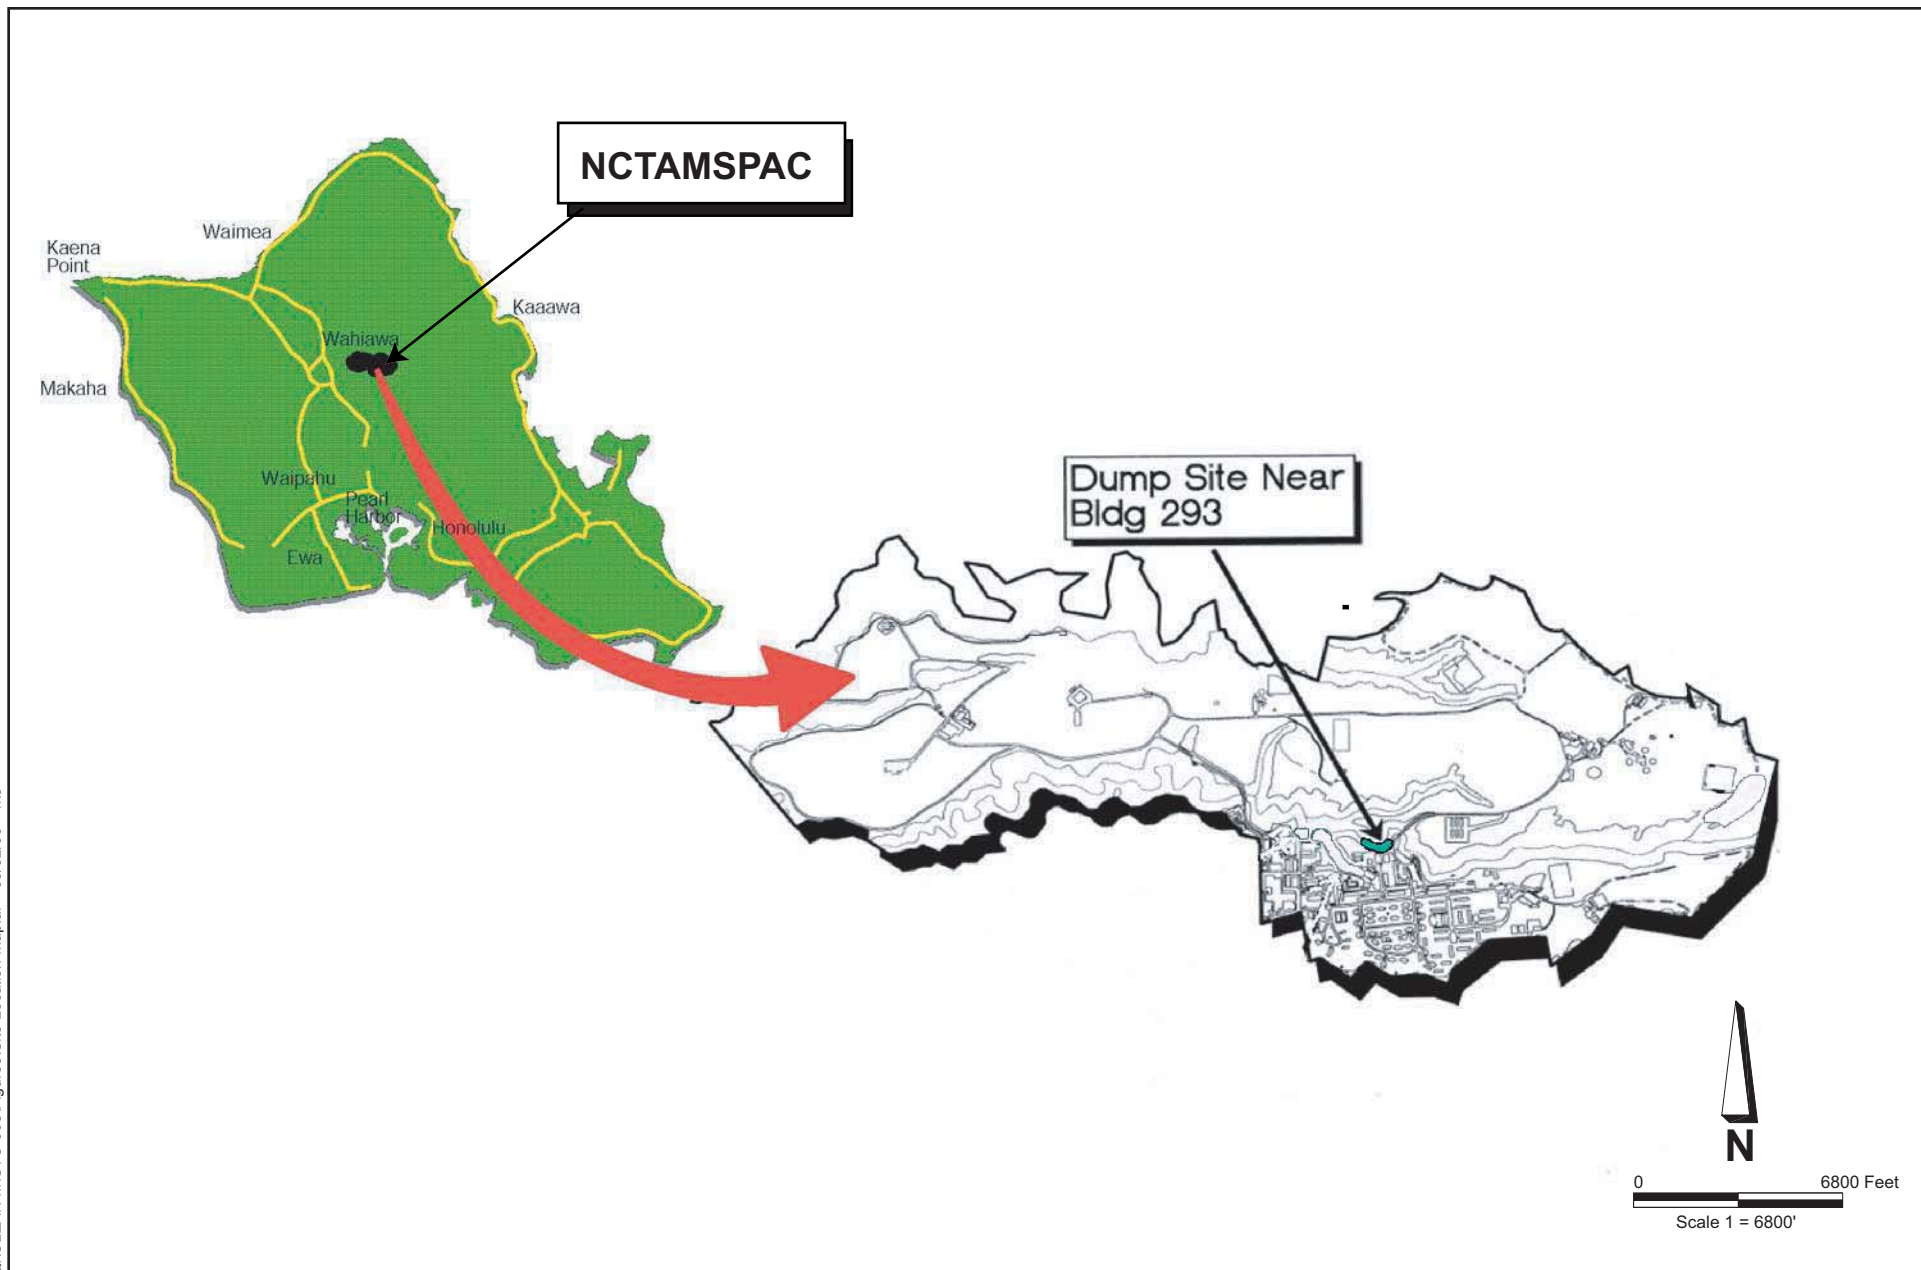 NCTAMSPAC
Waimea
Kaena
Point
Kaaawa
Wahiawa
Makaha
Waipahu
Pearl
Harbor
Honolulu
Ewa
Dump Site Near
Bldg 293
N
0 6800 Feet
Scale 1 = 6800'